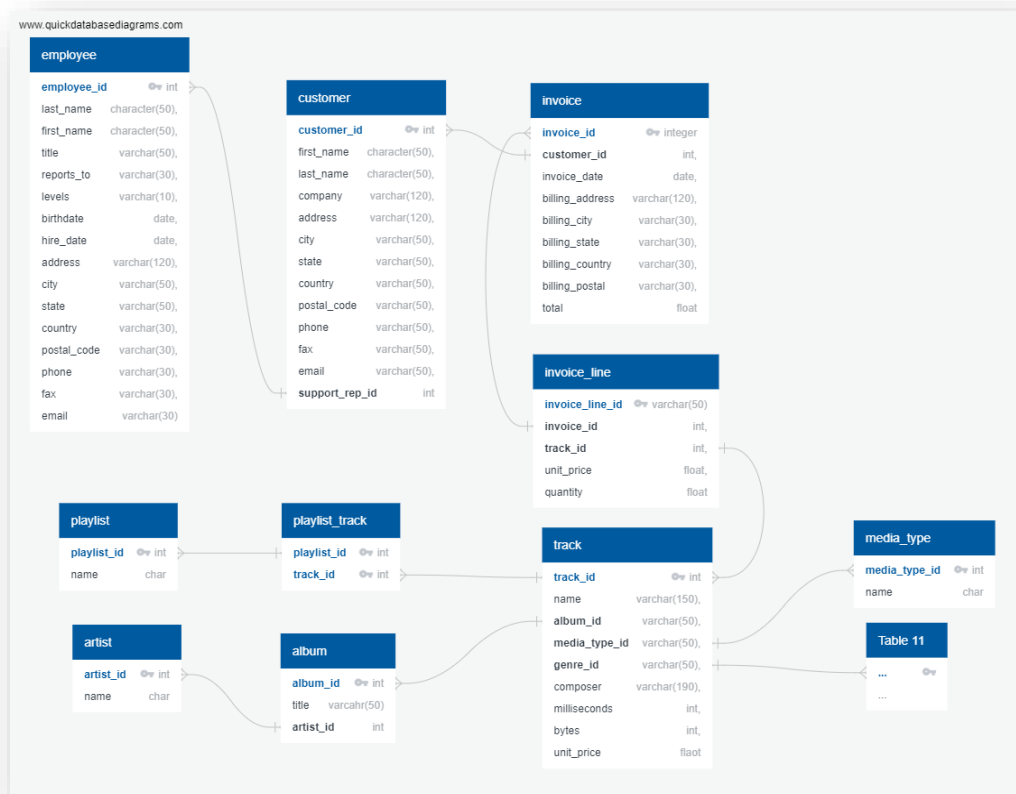 www.quickdatabasediagrams.com
employee
employee_id int
last_name character(50),
first_name character(50),
title varchar(50),
reports_to varchar(30),
levels varchar(10),
birthdate date,
hire_date date,
address varchar(120),
city varchar(50),
state varchar(50),
country varchar(30),
postal_code varchar(30),
phone varchar(30),
fax varchar(30),
email varchar(30)
customer
customer_id int
first_name character(50),
last_name character(50),
company varchar(120),
address varchar(120),
city varchar(50),
state varchar(50),
country varchar(50),
postal_code varchar(50),
phone varchar(50),
fax varchar(50),
email varchar(50),
support_rep_id int
invoice
invoice_id integer
customer_id int,
invoice_date date,
billing_address varchar(120),
billing_city varchar(30),
billing_state varchar(30),
billing_country varchar(30),
billing_postal varchar(30),
total float
invoice_line
invoice_line_id varchar(50)
invoice_id int,
track_id int,
unit_price float,
quantity float
playlist
playlist_id int
name char
playlist_track
playlist_id int
track_id int
track
track_id int
name varchar(150),
album_id varchar(50),
media_type_id varchar(50),
genre_id varchar(50),
composer varchar(190),
milliseconds int,
bytes int,
unit_price flaot
media_type
media_type_id int
name char
Table 11
...
...
artist
artist_id int
name char
album
album_id int
title varcahr(50)
artist_id int